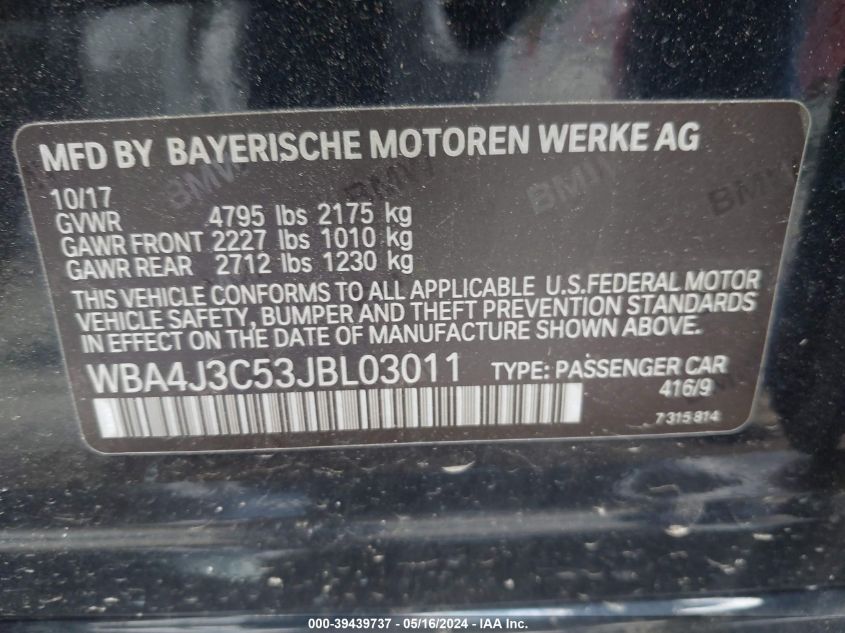 MFD BY BAYERISCHE MOTOREN WERKE AG
10/17
GVWR 4795 lbs 2175 kg
GAWR FRONT 2227 lbs 1010 kg
GAWR REAR 2712 lbs 1230 kg
THIS VEHICLE CONFORMS TO ALL APPLICABLE U.S.FEDERAL MOTOR
VEHICLE SAFETY, BUMPER AND THEFT PREVENTION STANDARDS
IN EFFECT ON THE DATE OF MANUFACTURE SHOWN ABOVE.
WBA4J3C53JBL03011 TYPE: PASSENGER CAR
416/9
7315814
000-39439737 - 05/16/2024 - IAA Inc.